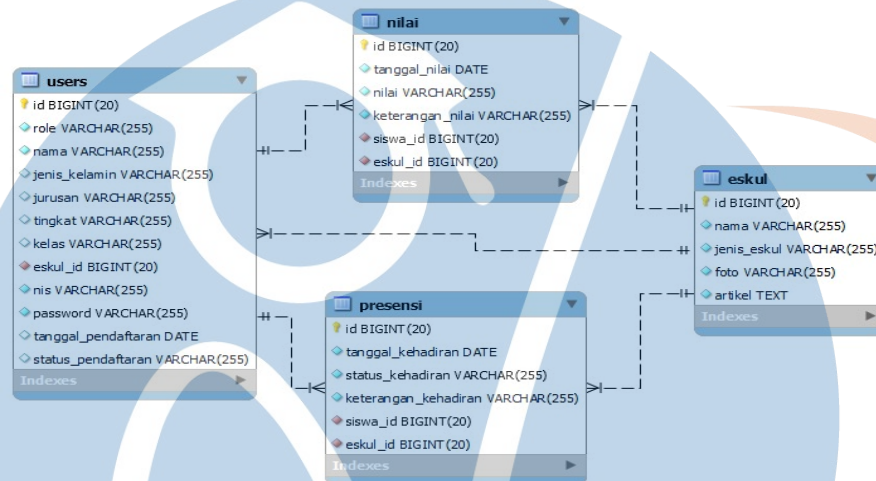 users
id BIGINT(20)
role VARCHAR(255)
nama VARCHAR(255)
jenis_kelamin VARCHAR(255)
jurusan VARCHAR(255)
tingkat VARCHAR(255)
kelas VARCHAR(255)
eskul_id BIGINT(20)
nis VARCHAR(255)
password VARCHAR(255)
tanggal_pendaftaran DATE
status_pendaftaran VARCHAR(255)
Indexes
nilai
id BIGINT(20)
tanggal_nilai DATE
nilai VARCHAR(255)
keterangan_nilai VARCHAR(255)
siswa_id BIGINT(20)
eskul_id BIGINT(20)
Indexes
presensi
id BIGINT(20)
tanggal_kehadiran DATE
status_kehadiran VARCHAR(255)
keterangan_kehadiran VARCHAR(255)
siswa_id BIGINT(20)
eskul_id BIGINT(20)
Indexes
eskul
id BIGINT(20)
nama VARCHAR(255)
jenis_eskul VARCHAR(255)
foto VARCHAR(255)
artikel TEXT
Indexes